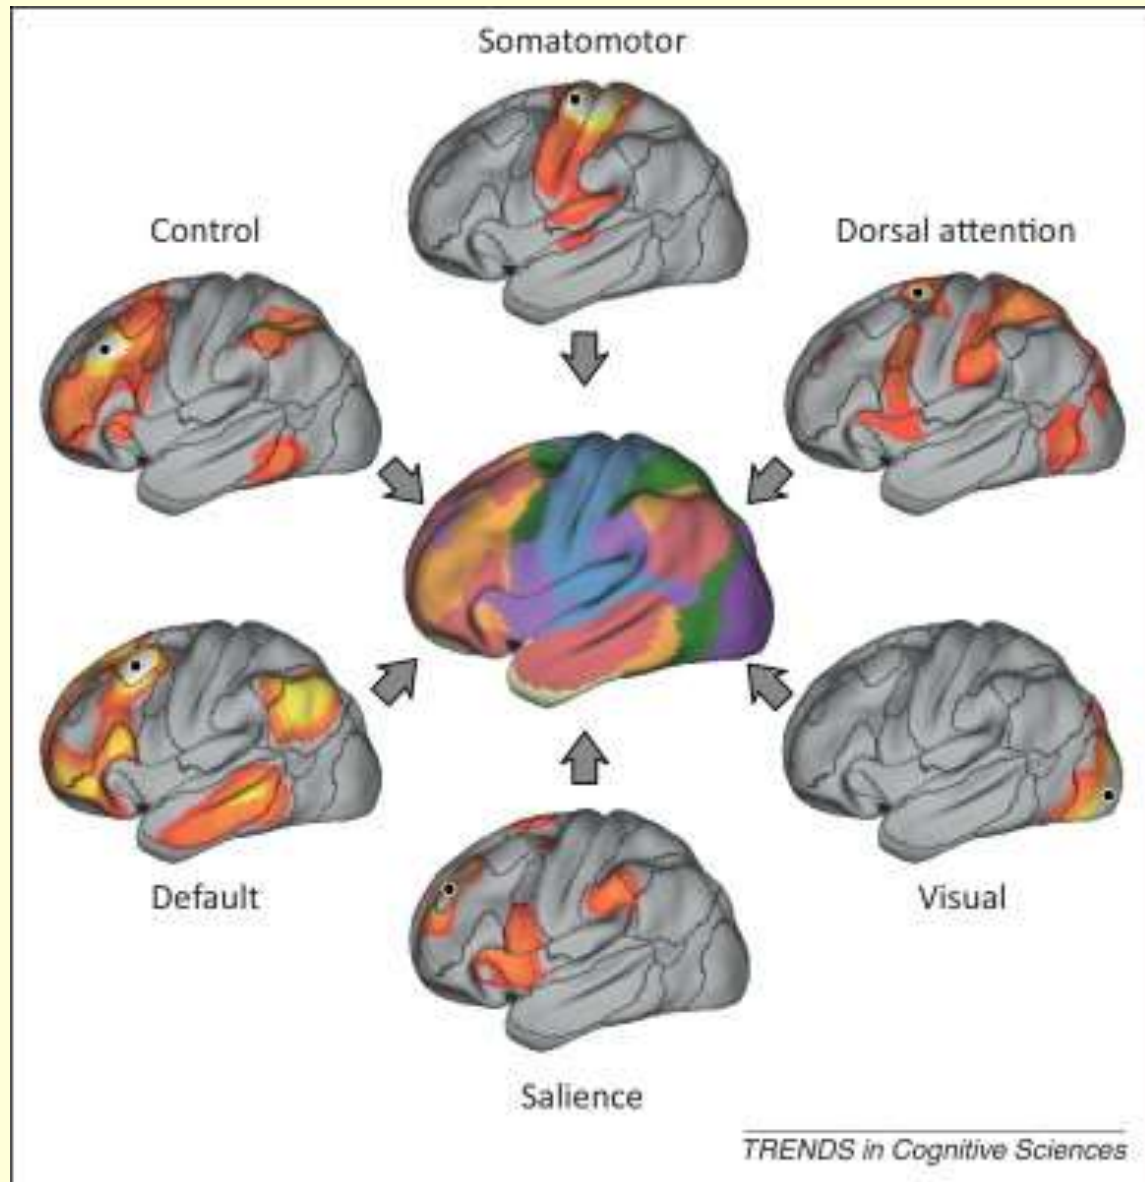 Somatomotor
Control
Dorsal attention
Default
Visual
Salience
TRENDS in Cognitive Sciences